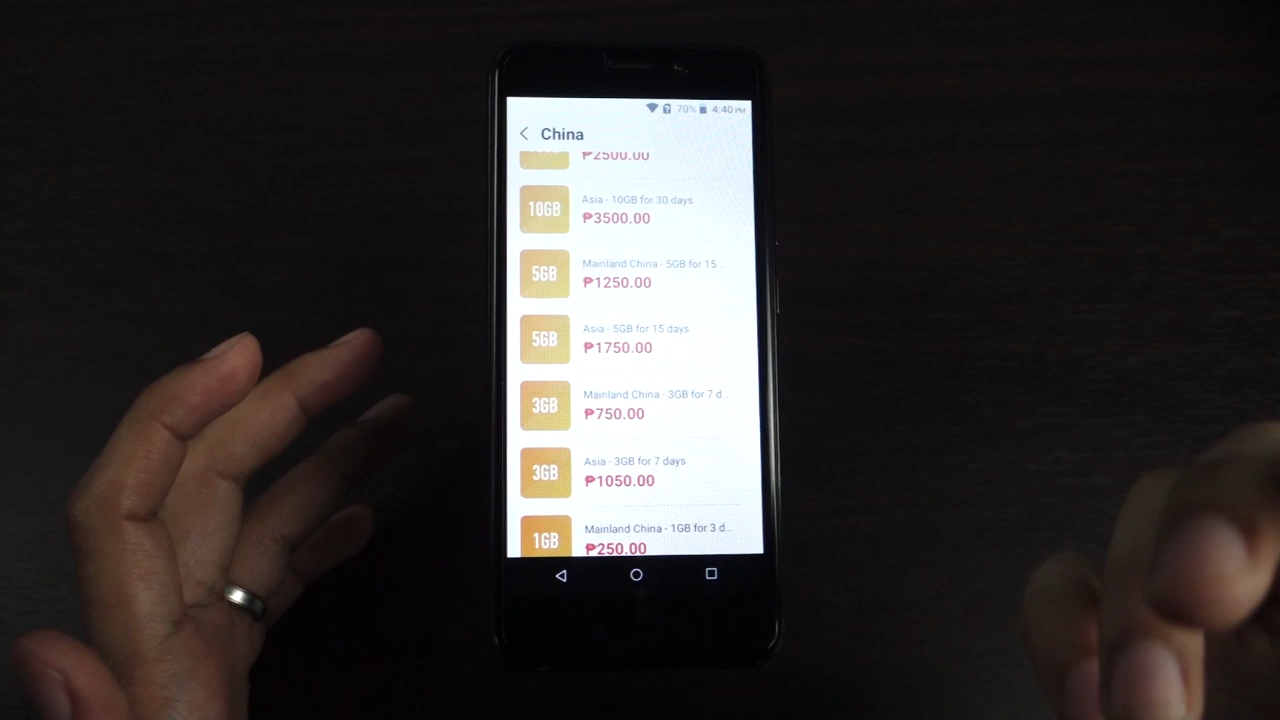 70% 4:40 PM
China
₱2500.00
10GB
Asia - 10GB for 30 days
₱3500.00
5GB
Mainland China - 5GB for 15 ...
₱1250.00
5GB
Asia - 5GB for 15 days
₱1750.00
3GB
Mainland China - 3GB for 7 d...
₱750.00
3GB
Asia - 3GB for 7 days
₱1050.00
1GB
Mainland China - 1GB for 3 d...
₱250.00